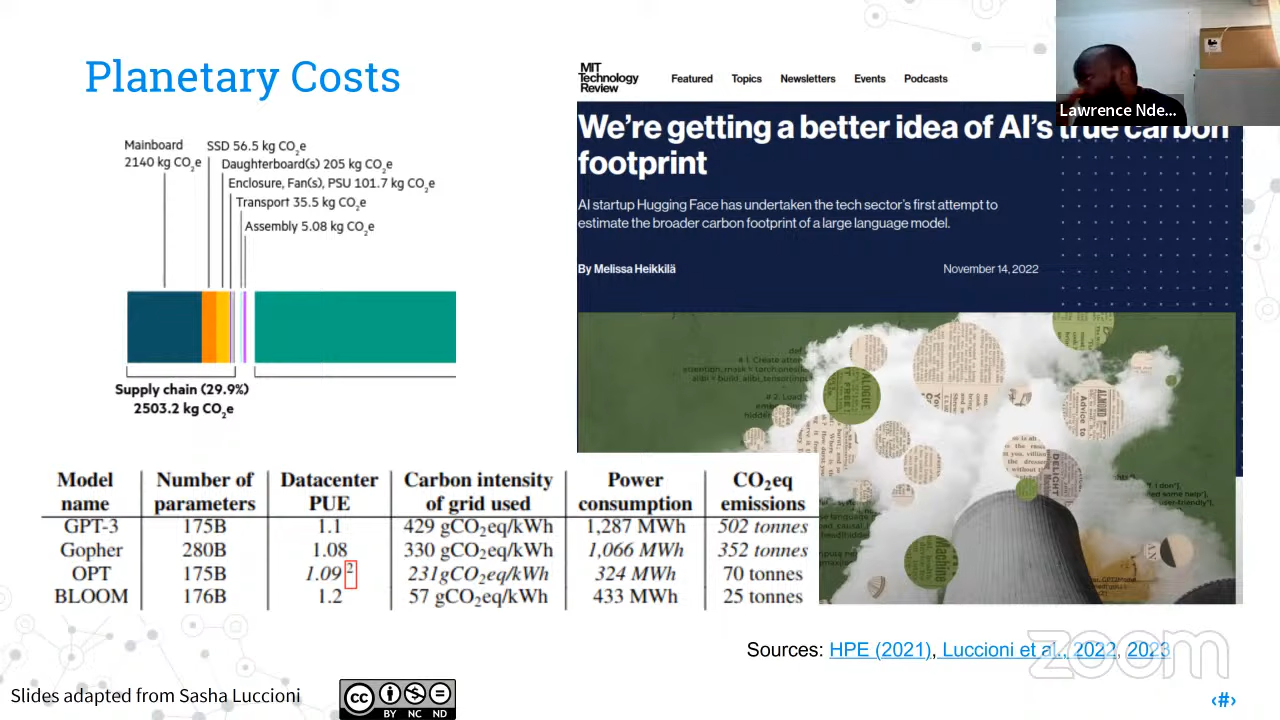 Planetary Costs
Mainboard
2140 kg CO2e
SSD 56.5 kg CO2e
Daughterboard(s) 205 kg CO2e
Enclosure, Fan(s), PSU 101.7 kg CO2e
Transport 35.5 kg CO2e
Assembly 5.08 kg CO2e
Supply chain (29.9%)
2503.2 kg CO2e
MIT
Technology
Review
Featured Topics Newsletters Events Podcasts
Lawrence Nde...
We're getting a better idea of AI's true carbon
footprint
AI startup Hugging Face has undertaken the tech sector's first attempt to
estimate the broader carbon footprint of a large language model.
By Melissa Heikkilä November 14, 2022
Model name Number of parameters Datacenter PUE Carbon intensity of grid used Power consumption CO2eq emissions
GPT-3 175B 1.1 429 gCO2eq/kWh 1,287 MWh 502 tonnes
Gopher 280B 1.08 330 gCO2eq/kWh 1,066 MWh 352 tonnes
OPT 175B 1.09 2 231gCO2eq/kWh 324 MWh 70 tonnes
BLOOM 176B 1.2 57 gCO2eq/kWh 433 MWh 25 tonnes
Sources: HPE (2021), Luccioni et al., 2022, 2023
zoom
Slides adapted from Sasha Luccioni
cc BY NC ND
‹#›